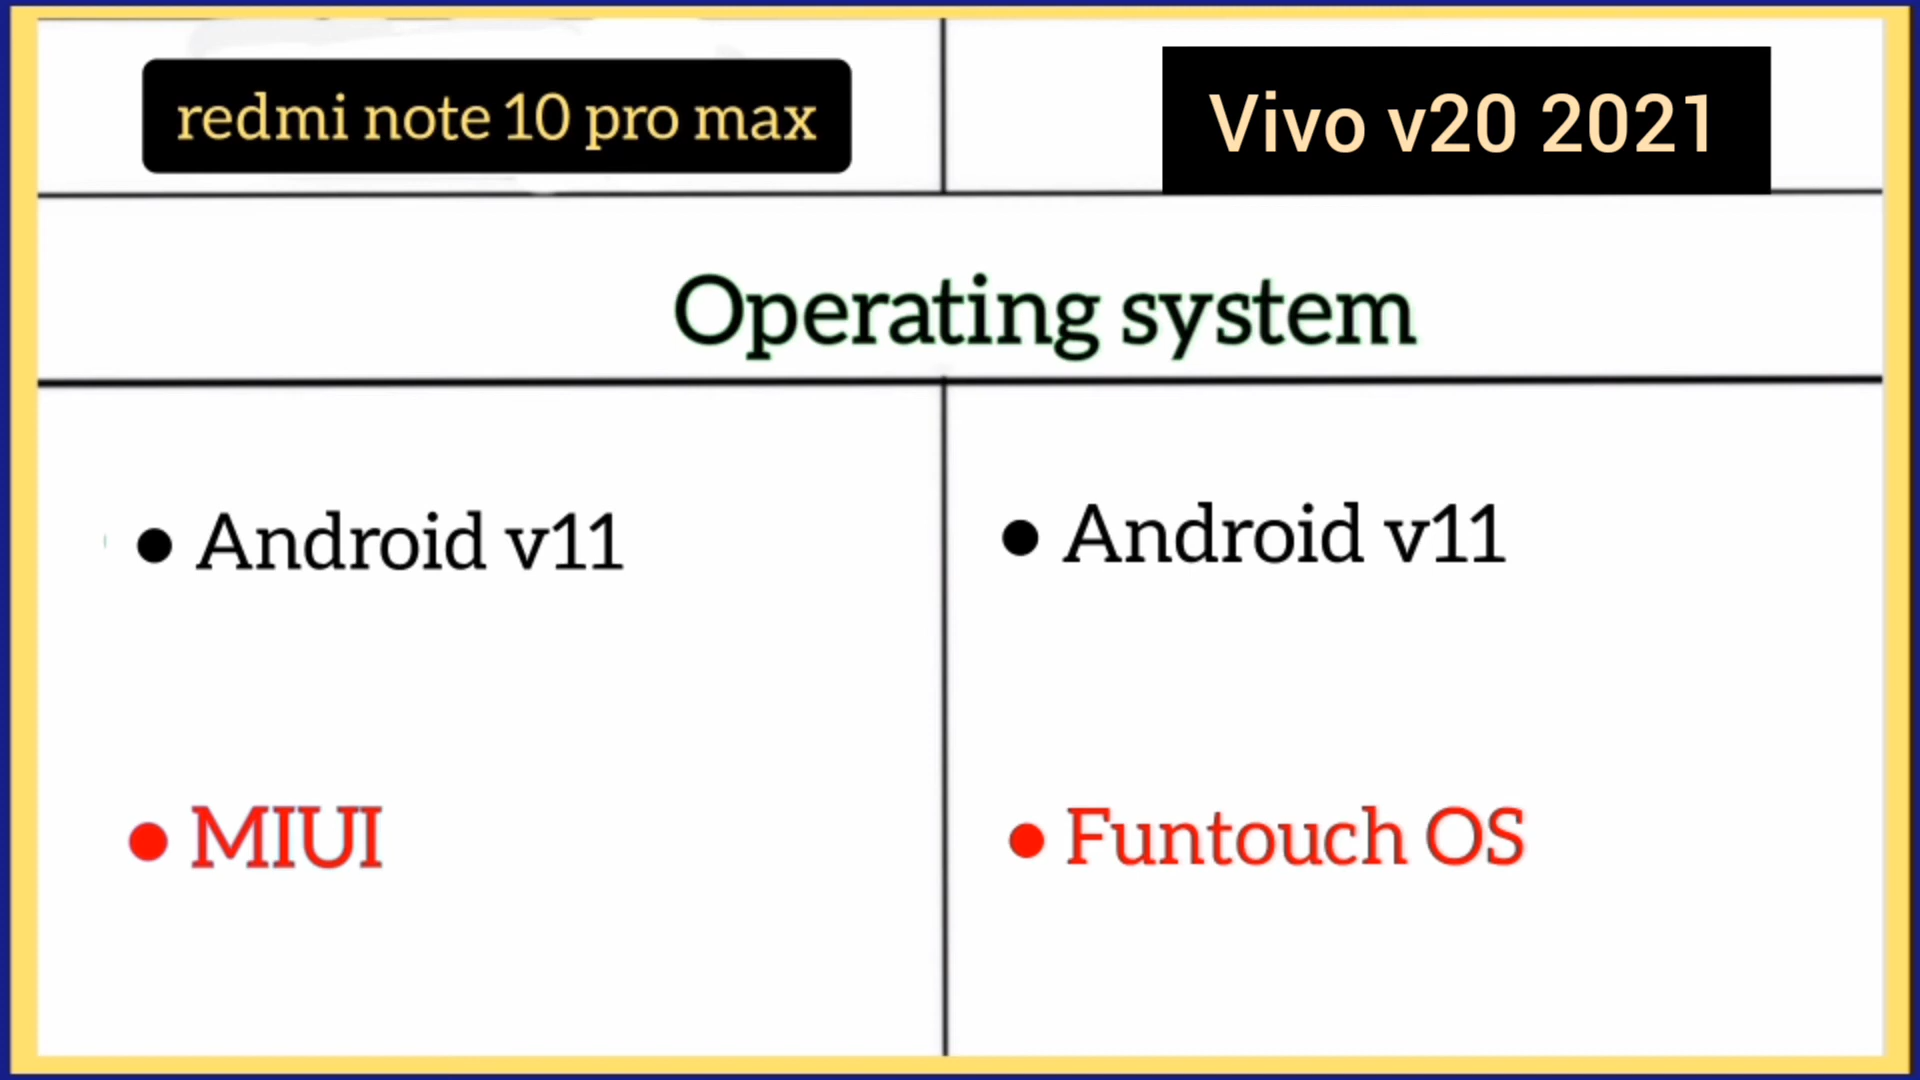 redmi note 10 pro max
Vivo v20 2021
Operating system
• Android v11
• Android v11
• MIUI
• Funtouch OS